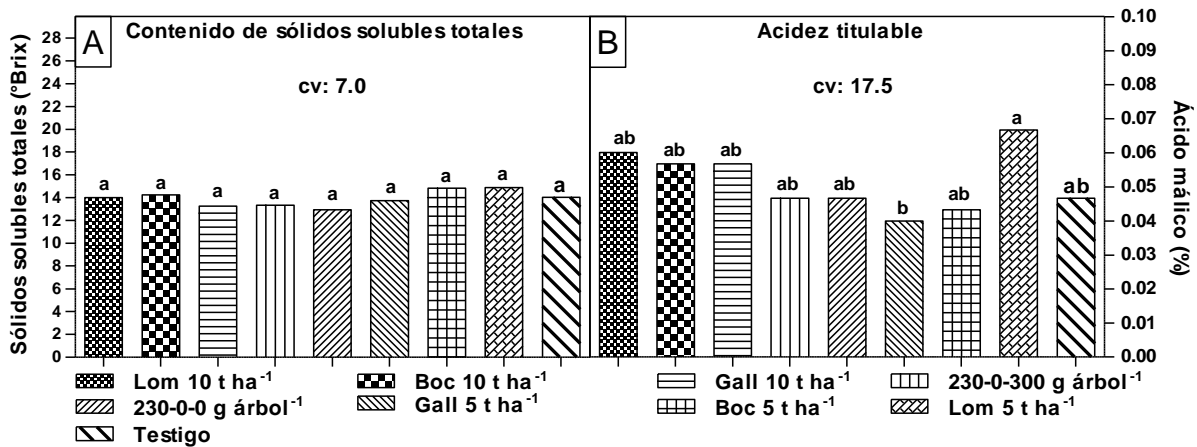 A
Contenido de sólidos solubles totales
cv: 7.0
Sólidos solubles totales (°Brix)
28
26
24
22
20
18
16
14
12
10
8
6
4
2
0
a a a a a a a a a
B
Acidez titulable
cv: 17.5
ab ab ab ab ab b ab a ab
0.10
0.09
0.08
0.07
0.06
0.05
0.04
0.03
0.02
0.01
0.00
Ácido málico (%)
Lom 10 t ha⁻¹ Boc 10 t ha⁻¹ Gall 10 t ha⁻¹ 230-0-300 g árbol⁻¹
230-0-0 g árbol⁻¹ Gall 5 t ha⁻¹ Boc 5 t ha⁻¹ Lom 5 t ha⁻¹
Testigo